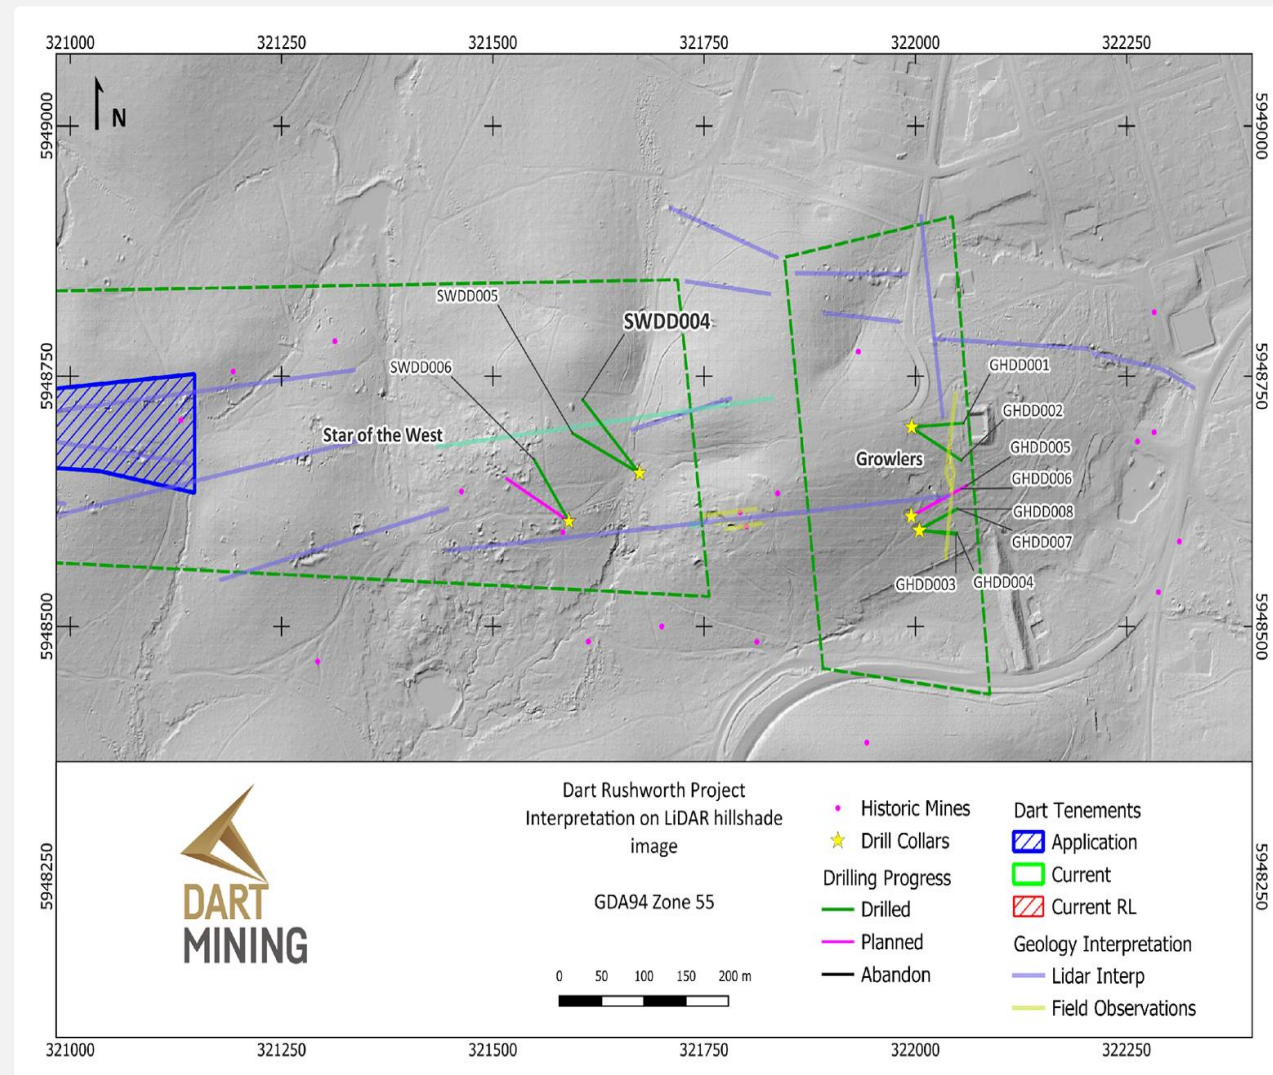 321000 321250 321500 321750 322000 322250
5949000
5949000
N
SWDD005
SWDD004
SWDD006
5948750
5948750
GHDD001
GHDD002
Star of the West
GHDD005
Growlers
GHDD006
GHDD008
GHDD007
GHDD003
GHDD004
5948500
5948500
Dart Rushworth Project
Interpretation on LiDAR hillshade
image
GDA94 Zone 55
0 50 100 150 200 m
DART
MINING
Historic Mines
Drill Collars
Drilling Progress
Drilled
Planned
Abandon
Dart Tenements
Application
Current
Current RL
Geology Interpretation
Lidar Interp
Field Observations
5948250
5948250
321000 321250 321500 321750 322000 322250